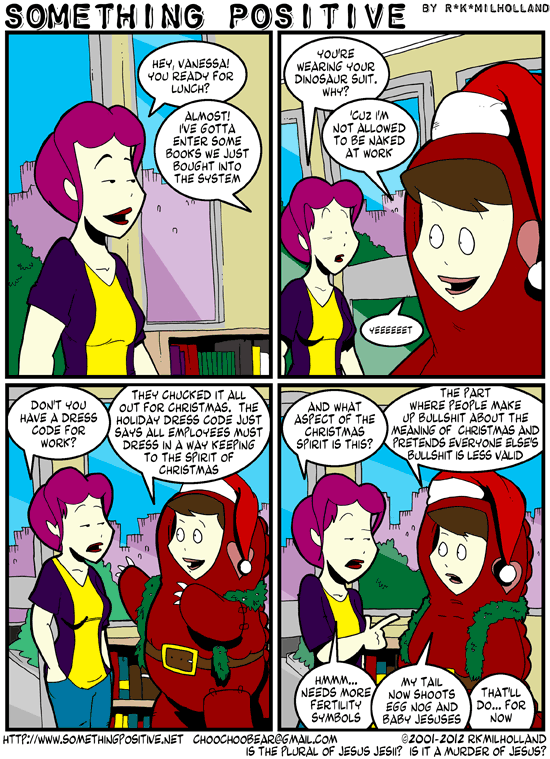 SOMETHING POSITIVE BY R*K*MILHOLLAND
HEY, VANESSA!
YOU READY FOR
LUNCH?
ALMOST!
I'VE GOTTA
ENTER SOME
BOOKS WE JUST
BOUGHT INTO
THE SYSTEM
YOU'RE
WEARING YOUR
DINOSAUR SUIT.
WHY?
'CUZ I'M
NOT ALLOWED
TO BE NAKED
AT WORK
YEEEEEET
DON'T YOU
HAVE A DRESS
CODE FOR
WORK?
THEY CHUCKED IT ALL
OUT FOR CHRISTMAS. THE
HOLIDAY DRESS CODE JUST
SAYS ALL EMPLOYEES MUST
DRESS IN A WAY KEEPING
TO THE SPIRIT OF
CHRISTMAS
AND WHAT
ASPECT OF THE
CHRISTMAS
SPIRIT IS THIS?
THE PART
WHERE PEOPLE MAKE
UP BULLSHIT ABOUT THE
MEANING OF CHRISTMAS AND
PRETENDS EVERYONE ELSE'S
BULLSHIT IS LESS VALID
HMMM...
NEEDS MORE
FERTILITY
SYMBOLS
MY TAIL
NOW SHOOTS
EGG NOG AND
BABY JESUSES
THAT'LL
DO... FOR
NOW
HTTP://WWW.SOMETHINGPOSITIVE.NET CHOOCHOOBEAR@GMAIL.COM ©2001-2012 RKMILHOLLAND
IS THE PLURAL OF JESUS JESII? IS IT A MURDER OF JESUS?